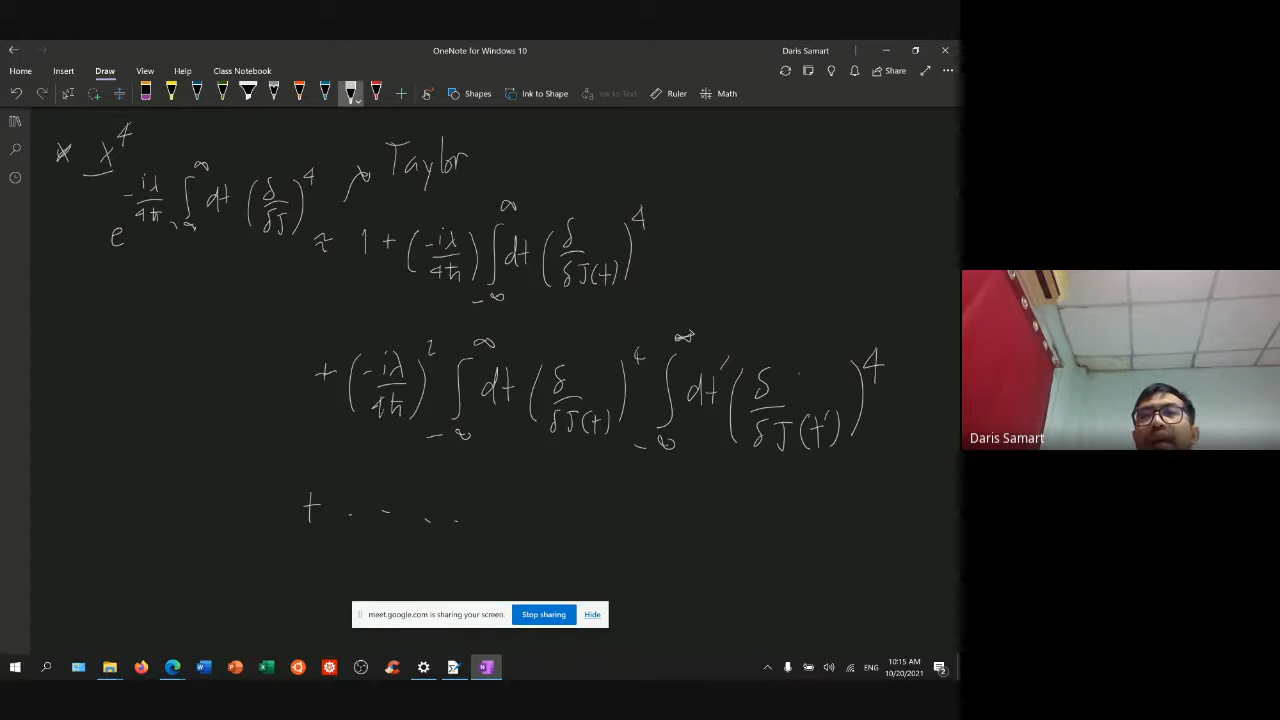 OneNote for Windows 10
Daris Samart
Home Insert Draw View Help Class Notebook
Share
Shapes Ink to Shape Ink to Text Ruler Math
* x^4
Taylor
e^{-iλ/4ħ ∫_{-∞}^{∞} dt (δ/δJ)^4} ≈ 1 + (-iλ/4ħ) ∫_{-∞}^{∞} dt (δ/δJ(t))^4
+ (-iλ/4ħ)^2 ∫_{-∞}^{∞} dt (δ/δJ(t))^4 ∫_{-∞}^{∞} dt' (δ/δJ(t'))^4
+ ....
Daris Samart
meet.google.com is sharing your screen. Stop sharing Hide
ENG
10:15 AM
10/20/2021
2